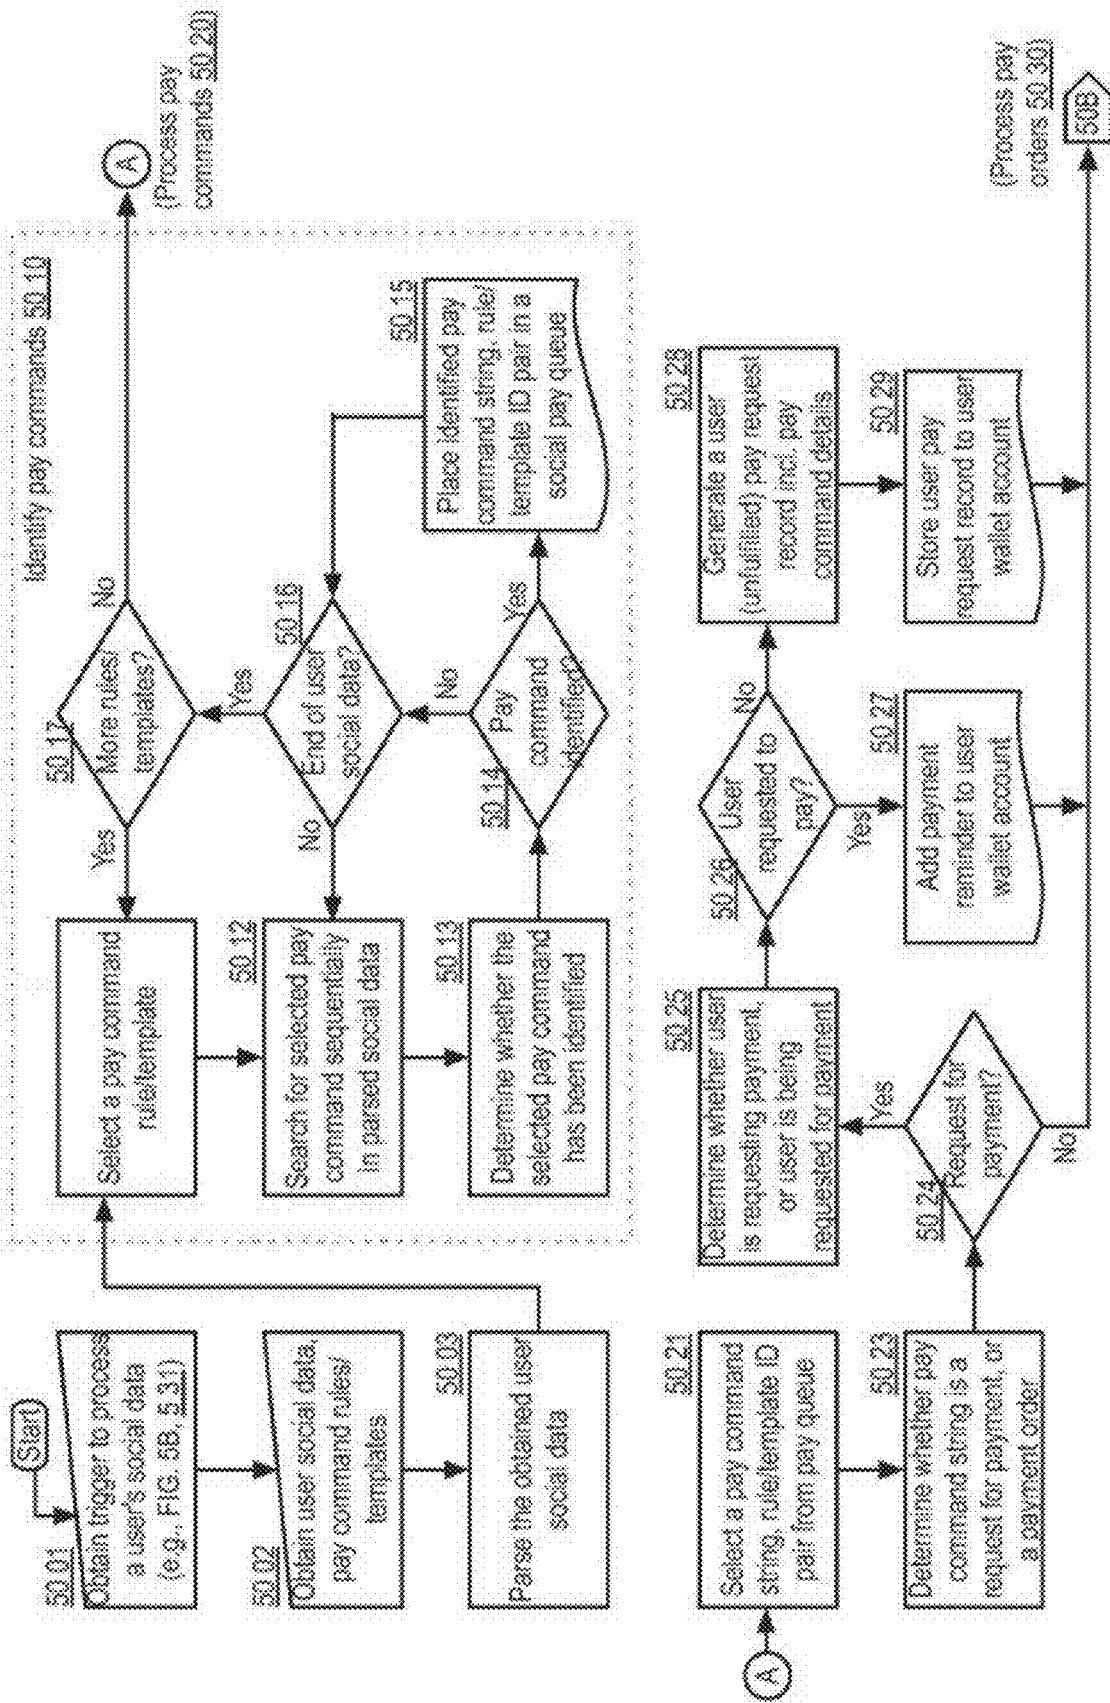 Start
50.01
Obtain trigger to process
a user's social data
(e.g., FIG. 5B, 5.31)
50.02
Obtain user social data,
pay command rules/
templates
50.03
Parse the obtained user
social data
Identify pay commands 50.10
Select a pay command
rule/template
50.12
Search for selected pay
command sequentially
in parsed social data
50.13
Determine whether the
selected pay command
has been identified
50.14
Pay
command
identified?
Yes
No
50.15
Place identified pay
command string, rule/
template ID pair in a
social pay queue
50.16
End of user
social data?
No
Yes
50.17
More rules/
templates?
Yes
No
A
(Process pay
commands 50.20)
A
50.21
Select a pay command
string, rule/template ID
pair from pay queue
50.23
Determine whether pay
command string is a
request for payment, or
a payment order
50.24
Request for
payment?
Yes
No
50.25
Determine whether user
is requesting payment,
or user is being
requested for payment
50.26
User
requested to
pay?
Yes
No
50.27
Add payment
reminder to user
wallet account
50.28
Generate a user
(unfulfilled) pay request
record incl. pay
command details
50.29
Store user pay
request record to user
wallet account
(Process pay
orders 50.30)
50B